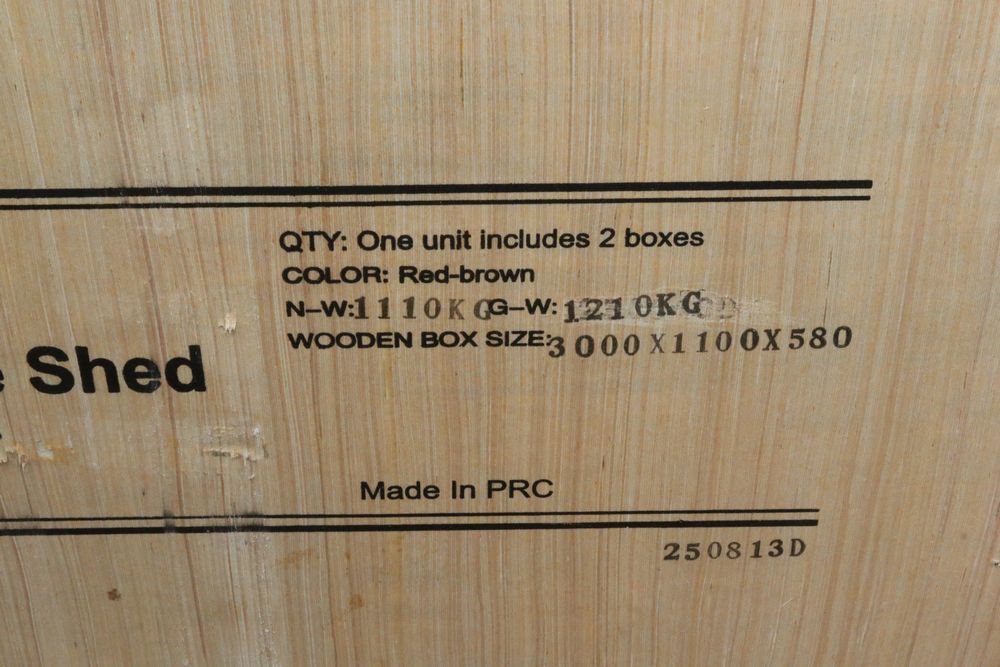 QTY: One unit includes 2 boxes
COLOR: Red-brown
N–W:1110KG G–W:1210KG
WOODEN BOX SIZE:3000X1100X580
Shed
Made In PRC
250813D